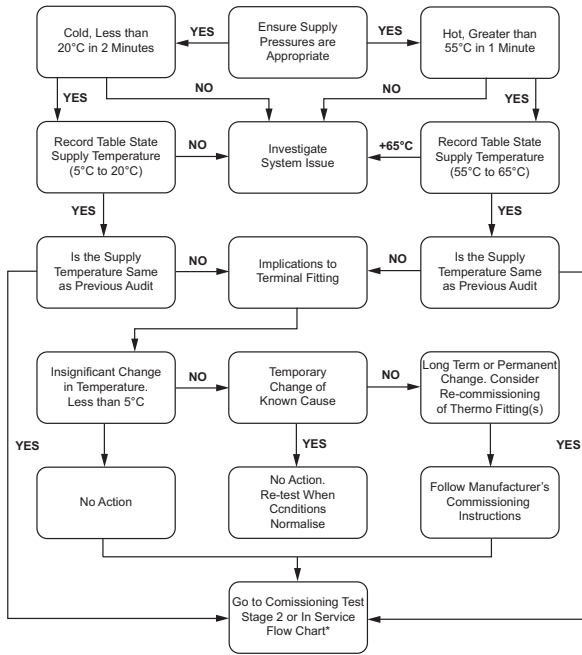 Cold, Less than
20°C in 2 Minutes
YES
Ensure Supply
Pressures are
Appropriate
YES
Hot, Greater than
55°C in 1 Minute
YES
NO
NO
YES
Record Table State
Supply Temperature
(5°C to 20°C)
NO
Investigate
System Issue
+65°C
Record Table State
Supply Temperature
(55°C to 65°C)
YES
YES
Is the Supply
Temperature Same
as Previous Audit
NO
Implications to
Terminal Fitting
NO
Is the Supply
Temperature Same
as Previous Audit
Insignificant Change
in Temperature.
Less than 5°C
NO
Temporary
Change of
Known Cause
NO
Long Term or Permanent
Change. Consider
Re-commissioning
of Thermo Fitting(s)
YES
YES
YES
No Action
No Action.
Re-test When
Ccnditions
Normalise
Follow Manufacturer's
Commissioning
Instructions
Go to Comissioning Test
Stage 2 or In Service
Flow Chart*